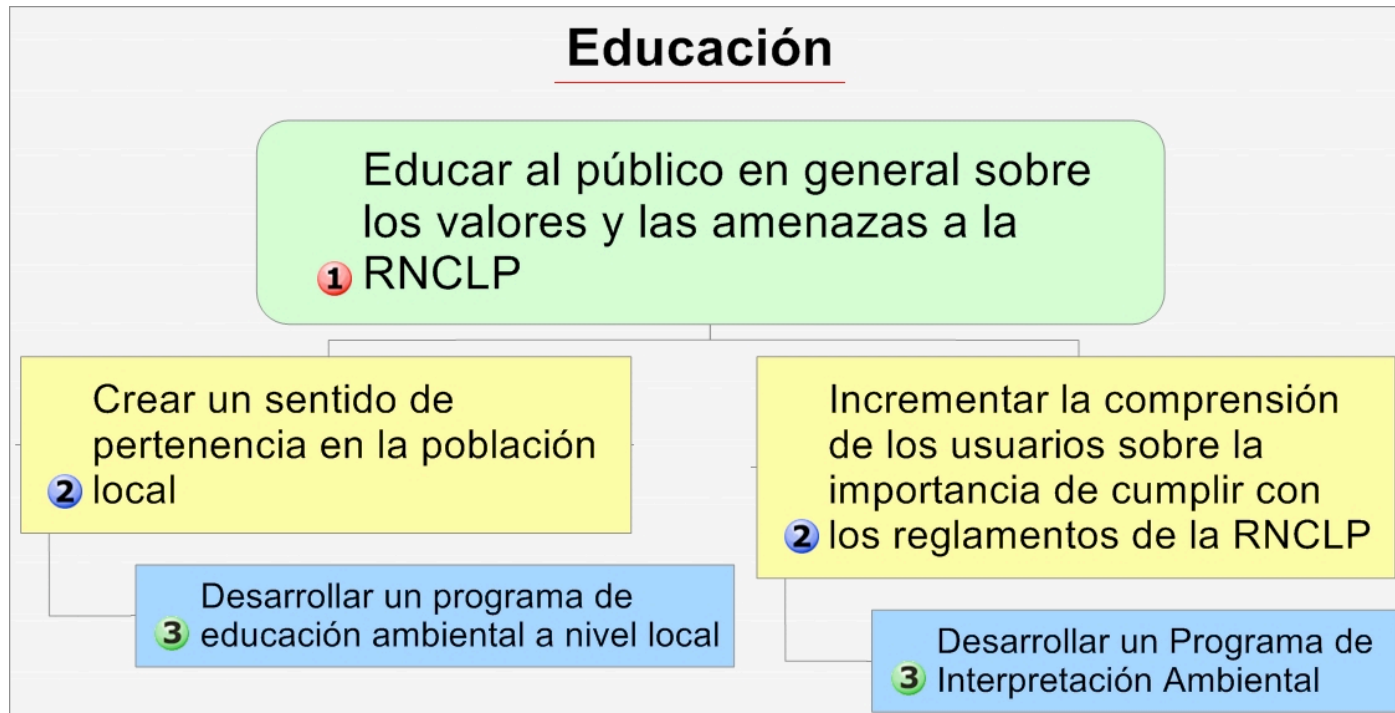 Educación
Educar al público en general sobre
los valores y las amenazas a la
1 RNCLP
Crear un sentido de
pertenencia en la población
2 local
Incrementar la comprensión
de los usuarios sobre la
importancia de cumplir con
2 los reglamentos de la RNCLP
Desarrollar un programa de
3 educación ambiental a nivel local
Desarrollar un Programa de
3 Interpretación Ambiental